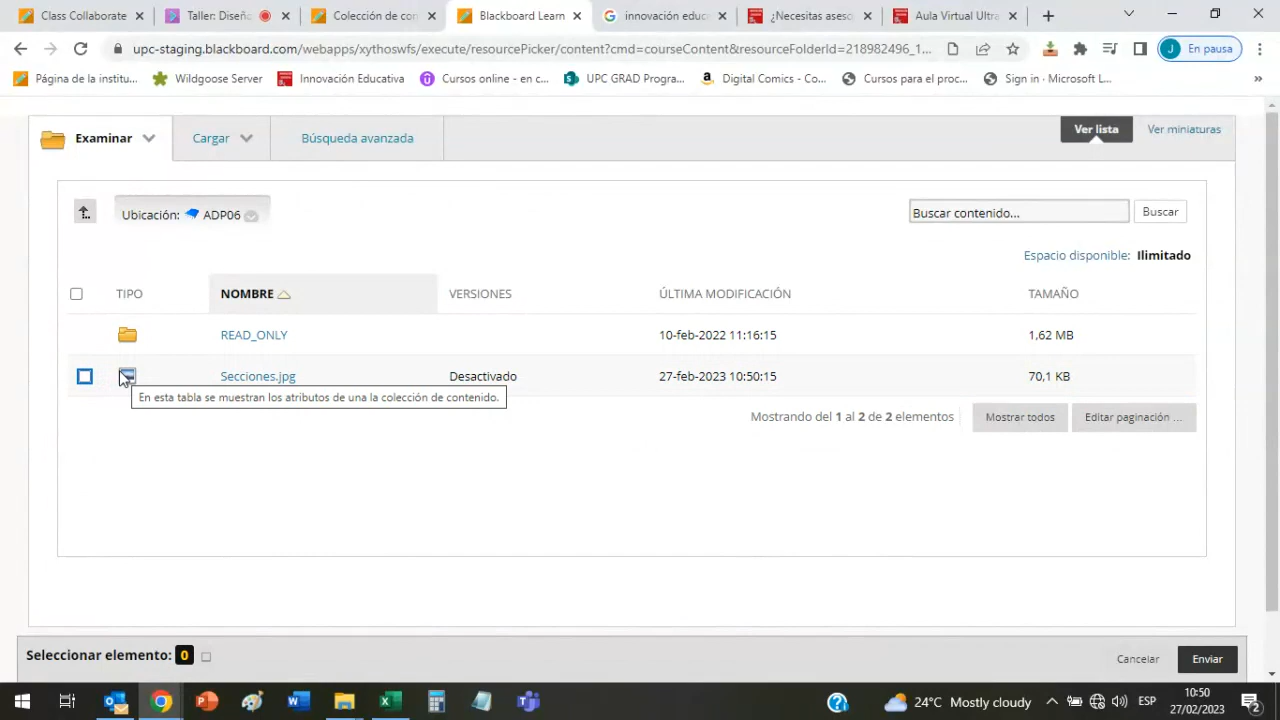 Class Collaborate
Taller: Diseña
Colección de con
Blackboard Learn
innovación educ
¿Necesitas aseso
Aula Virtual Ultra
upc-staging.blackboard.com/webapps/xythoswfs/execute/resourcePicker/content?cmd=courseContent&resourceFolderId=218982496_1...
J En pausa
Página de la institu...
Wildgoose Server
Innovación Educativa
Cursos online - en c...
UPC GRAD Progra...
Digital Comics - Co...
Cursos para el proc...
Sign in · Microsoft L...
»
Examinar
Cargar
Búsqueda avanzada
Ver lista
Ver miniaturas
Ubicación: ADP06
Buscar contenido...
Buscar
Espacio disponible: Ilimitado
TIPO NOMBRE VERSIONES ÚLTIMA MODIFICACIÓN TAMAÑO
READ_ONLY 10-feb-2022 11:16:15 1,62 MB
Secciones.jpg Desactivado 27-feb-2023 10:50:15 70,1 KB
En esta tabla se muestran los atributos de una la colección de contenido.
Mostrando del 1 al 2 de 2 elementos
Mostrar todos
Editar paginación ...
Seleccionar elemento: 0
Cancelar
Enviar
24°C Mostly cloudy
ESP
10:50
27/02/2023
2